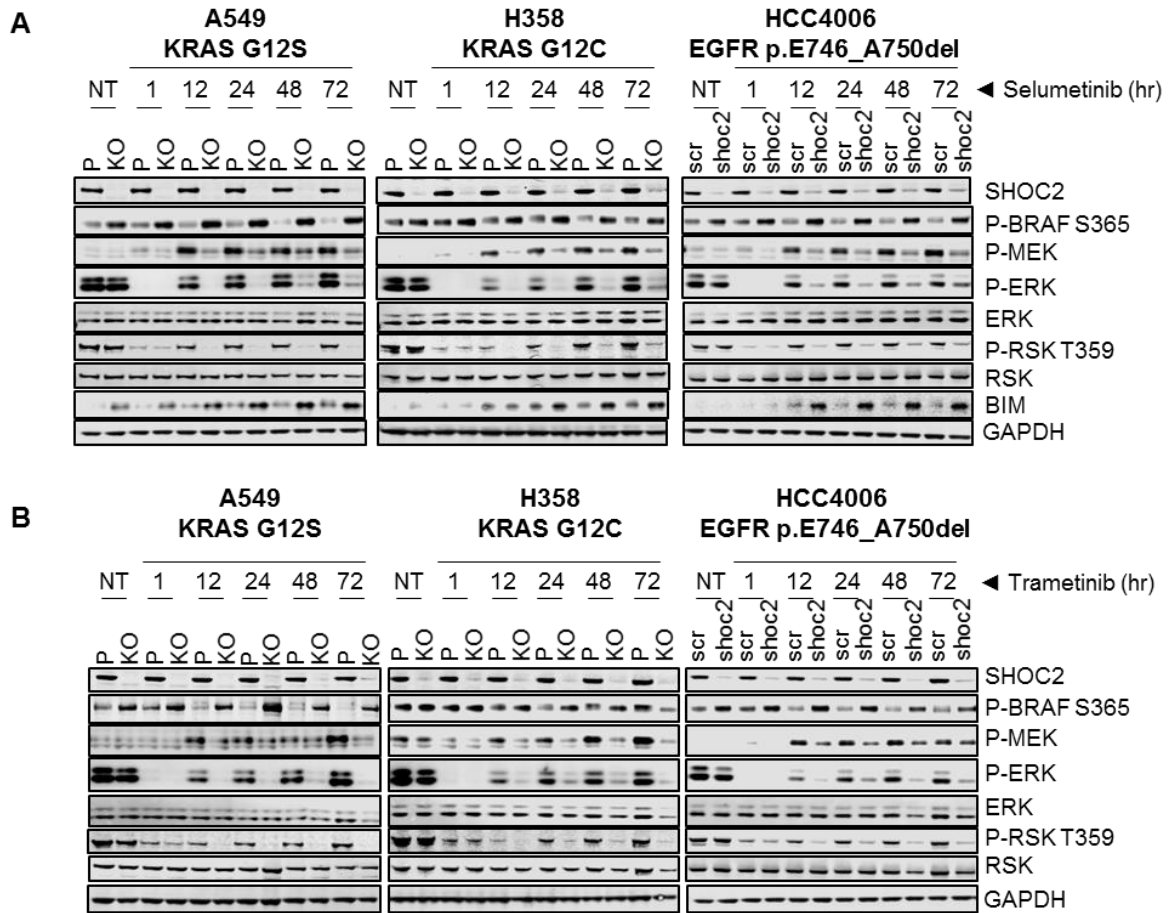 A
A549 H358 HCC4006
KRAS G12S KRAS G12C EGFR p.E746_A750del
NT 1 12 24 48 72 NT 1 12 24 48 72 NT 1 12 24 48 72 ◄ Selumetinib (hr)
P KO P KO P KO P KO P KO P KO P KO P KO P KO P KO P KO P KO scr shoc2 scr shoc2 scr shoc2 scr shoc2 scr shoc2 scr shoc2
SHOC2
P-BRAF S365
P-MEK
P-ERK
ERK
P-RSK T359
RSK
BIM
GAPDH
B
A549 H358 HCC4006
KRAS G12S KRAS G12C EGFR p.E746_A750del
NT 1 12 24 48 72 NT 1 12 24 48 72 NT 1 12 24 48 72 ◄ Trametinib (hr)
P KO P KO P KO P KO P KO P KO P KO P KO P KO P KO P KO P KO scr shoc2 scr shoc2 scr shoc2 scr shoc2 scr shoc2 scr shoc2
SHOC2
P-BRAF S365
P-MEK
P-ERK
ERK
P-RSK T359
RSK
GAPDH